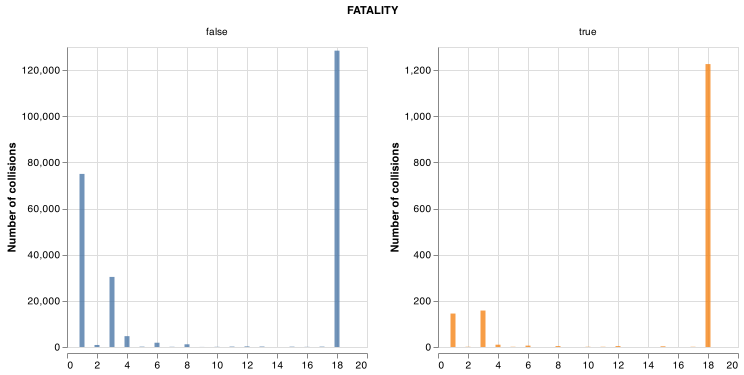 FATALITY
false
true
Number of collisions
120,000
100,000
80,000
60,000
40,000
20,000
0
0 2 4 6 8 10 12 14 16 18 20
Number of collisions
1,200
1,000
800
600
400
200
0
0 2 4 6 8 10 12 14 16 18 20